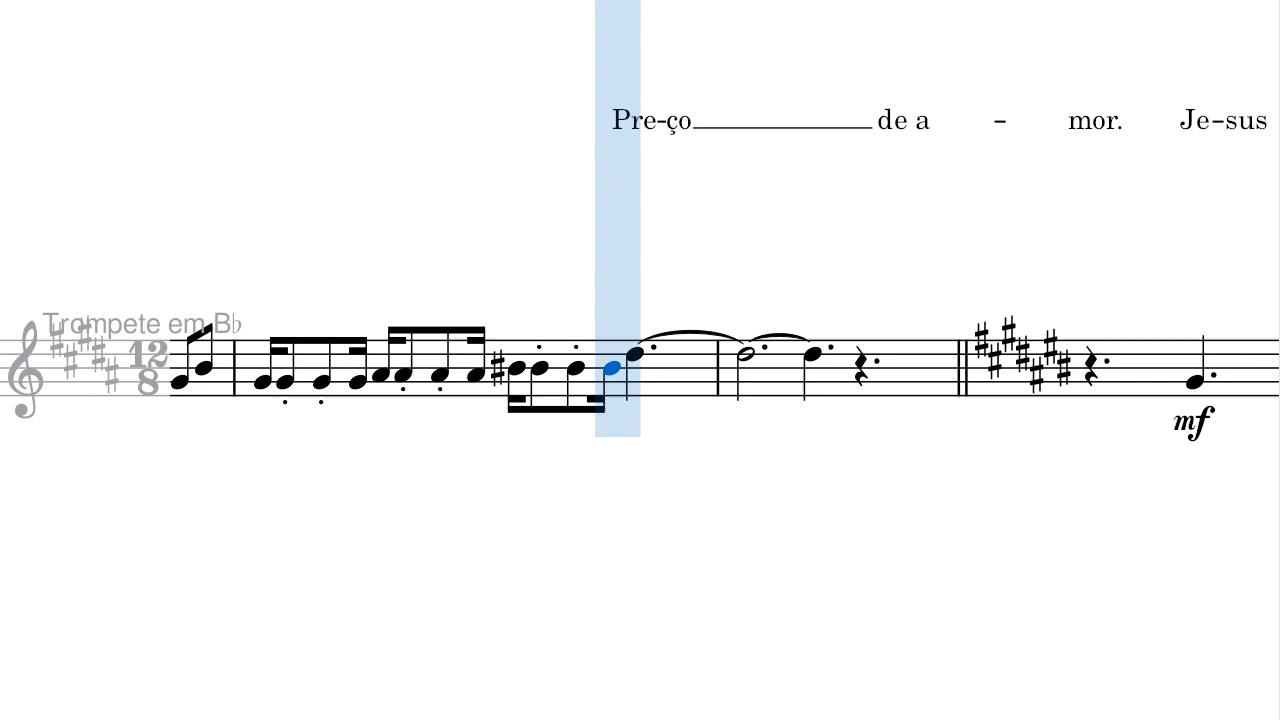 Pre-ço de a - mor. Je-sus
Trompete em B♭
12
8
mf